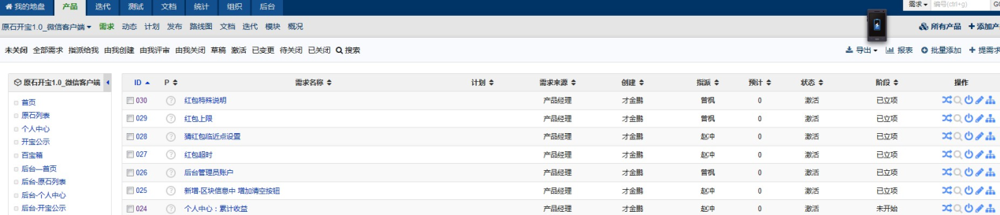 我的地盘 产品 迭代 测试 文档 统计 组织 后台 需求 编号(ctrl+g) GO
原石开宝1.0_微信客户端 需求 动态 计划 发布 路线图 文档 迭代 模块 概况 所有产品 添加产
未关闭 全部需求 指派给我 由我创建 由我评审 由我关闭 草稿 激活 已变更 待关闭 已关闭 搜索 导出 报表 批量添加 提需求
原石开宝1.0_微信客户端 ID P 需求名称 计划 需求来源 创建 指派 预计 状态 阶段 操作
首页 030 红包特殊说明 产品经理 才金鹏 曾枫 0 激活 已立项
原石列表 029 红包上限 产品经理 才金鹏 曾枫 0 激活 已立项
个人中心 028 猜红包临近点设置 产品经理 才金鹏 赵冲 0 激活 已立项
开宝公示
百宝箱 027 红包超时 产品经理 才金鹏 赵冲 0 激活 已立项
后台—首页 026 后台管理员账户 产品经理 才金鹏 曾枫 0 激活 已立项
后台-原石列表
后台-个人中心 025 新增-区块信息中 增加清空按钮 产品经理 才金鹏 赵冲 0 激活 已立项
后台-开宝公示 024 个人中心：累计收益 产品经理 才金鹏 赵冲 0 激活 未开始